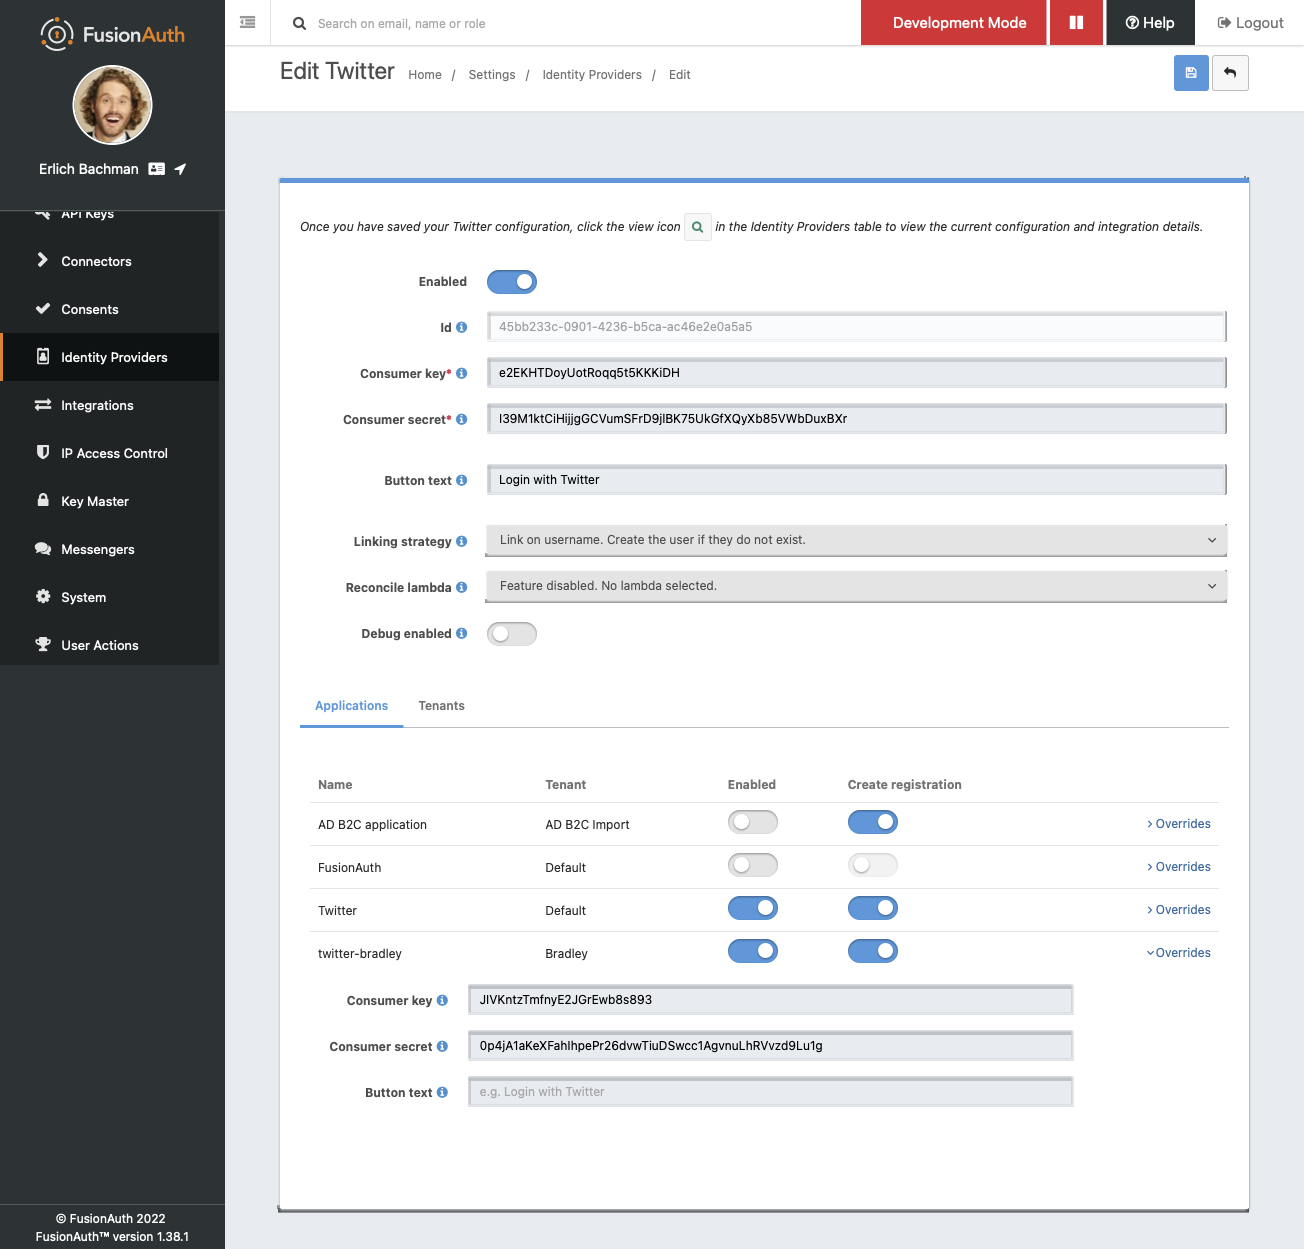 FusionAuth
Search on email, name or role
Development Mode
Help
Logout
Edit Twitter
Home / Settings / Identity Providers / Edit
Erlich Bachman
API Keys
Connectors
Consents
Identity Providers
Integrations
IP Access Control
Key Master
Messengers
System
User Actions
© FusionAuth 2022
FusionAuth™ version 1.38.1
Once you have saved your Twitter configuration, click the view icon in the Identity Providers table to view the current configuration and integration details.
Enabled
Id 45bb233c-0901-4236-b5ca-ac46e2e0a5a5
Consumer key* e2EKHTDoyUotRoqq5t5KKKiDH
Consumer secret* I39M1ktCiHijjgGCVumSFrD9jlBK75UkGfXQyXb85VWbDuxBXr
Button text Login with Twitter
Linking strategy Link on username. Create the user if they do not exist.
Reconcile lambda Feature disabled. No lambda selected.
Debug enabled
Applications Tenants
Name Tenant Enabled Create registration
AD B2C application AD B2C Import Overrides
FusionAuth Default Overrides
Twitter Default Overrides
twitter-bradley Bradley Overrides
Consumer key JIVKntzTmfnyE2JGrEwb8s893
Consumer secret 0p4jA1aKeXFahIhpePr26dvwTiuDSwcc1AgvnuLhRVvzd9Lu1g
Button text e.g. Login with Twitter